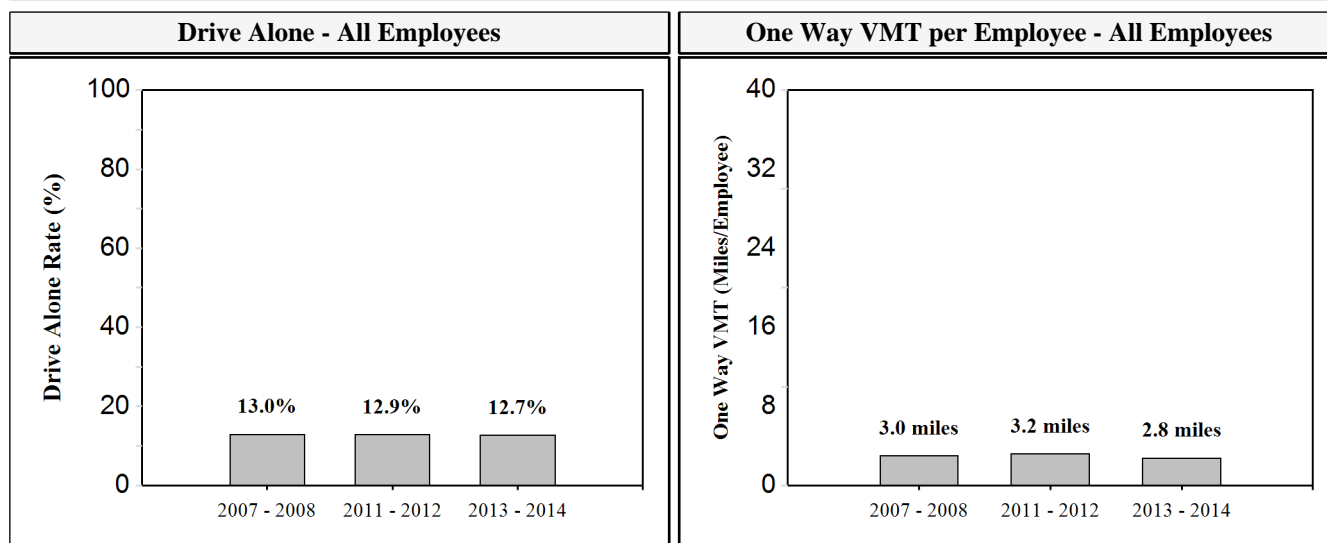 Drive Alone - All Employees
One Way VMT per Employee - All Employees
Drive Alone Rate (%)
100
80
60
40
20
0
13.0%
12.9%
12.7%
2007 - 2008
2011 - 2012
2013 - 2014
One Way VMT (Miles/Employee)
40
32
24
16
8
0
3.0 miles
3.2 miles
2.8 miles
2007 - 2008
2011 - 2012
2013 - 2014